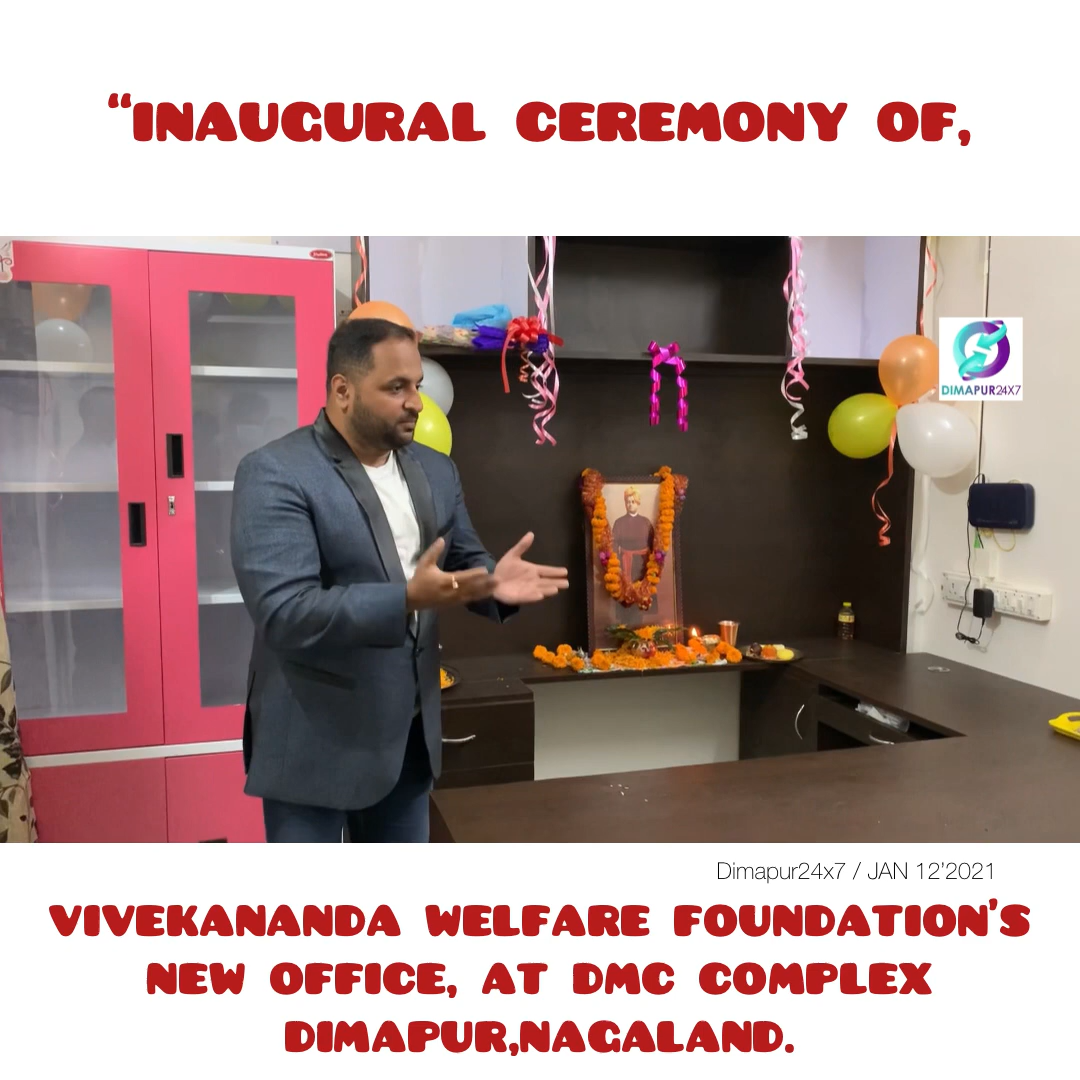 “INAUGURAL CEREMONY OF,
DIMAPUR24X7
Dimapur24x7 / JAN 12’2021
VIVEKANANDA WELFARE FOUNDATION’S
NEW OFFICE, AT DMC COMPLEX
DIMAPUR,NAGALAND.